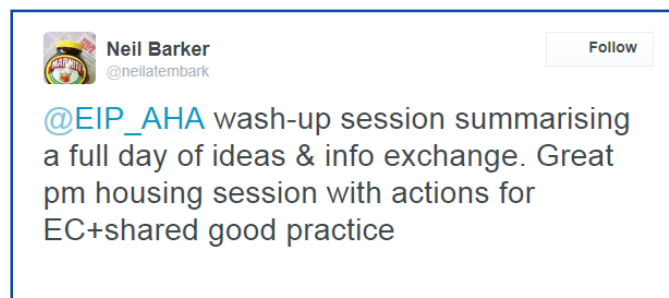 Neil Barker
@neilatembark
Follow
@EIP_AHA wash-up session summarising
a full day of ideas & info exchange. Great
pm housing session with actions for
EC+shared good practice
MARMITE